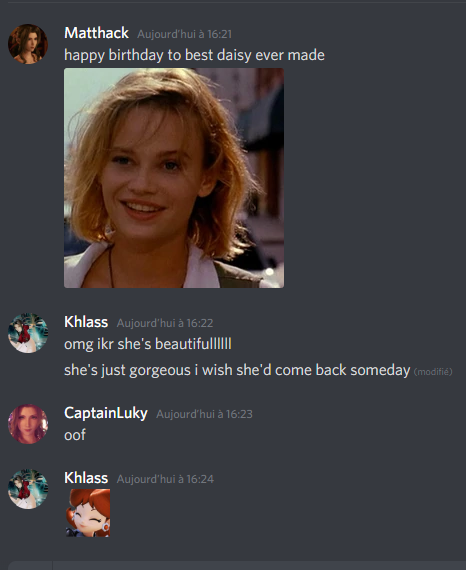 Matthack Aujourd'hui à 16:21
happy birthday to best daisy ever made
Khlass Aujourd'hui à 16:22
omg ikr she's beautifullllll
she's just gorgeous i wish she'd come back someday (modifié)
CaptainLuky Aujourd'hui à 16:23
oof
Khlass Aujourd'hui à 16:24